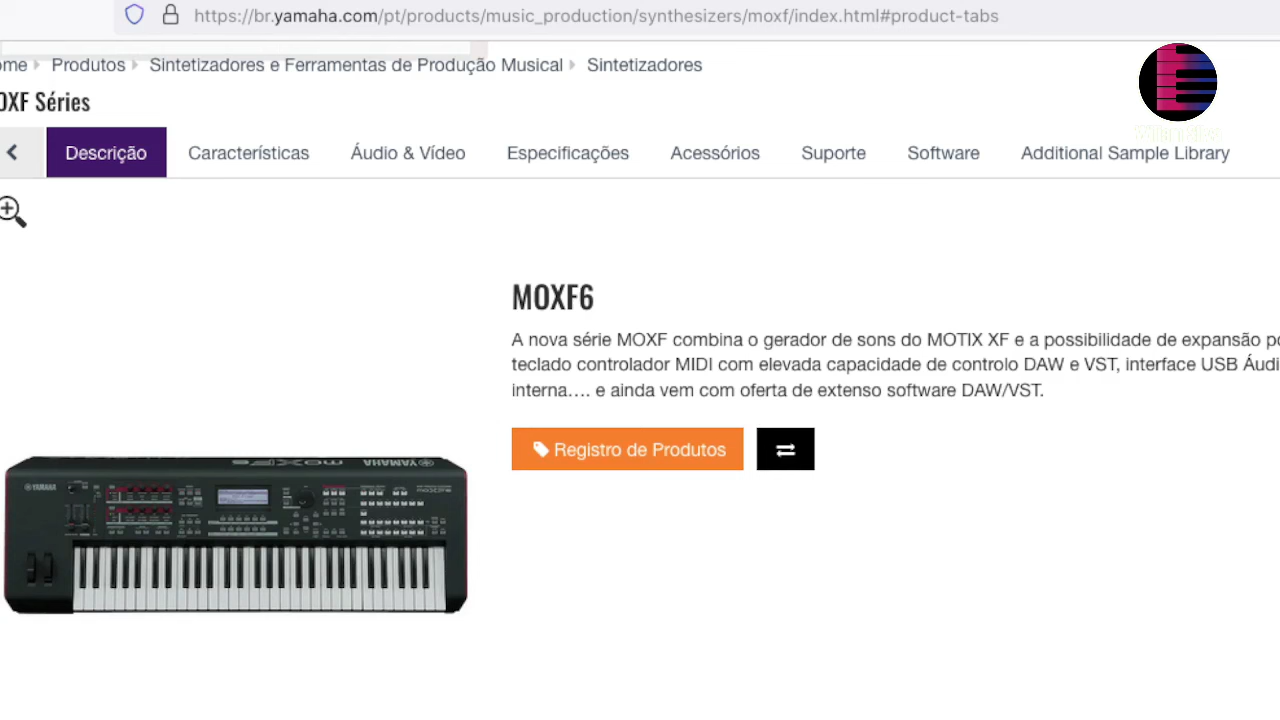 https://br.yamaha.com/pt/products/music_production/synthesizers/moxf/index.html#product-tabs
ome Produtos Sintetizadores e Ferramentas de Produção Musical Sintetizadores
OXF Séries
Descrição Características Áudio & Vídeo Especificações Acessórios Suporte Software Additional Sample Library
MOXF6
A nova série MOXF combina o gerador de sons do MOTIX XF e a possibilidade de expansão po
teclado controlador MIDI com elevada capacidade de controlo DAW e VST, interface USB Áudi
interna…. e ainda vem com oferta de extenso software DAW/VST.
Registro de Produtos
YAMAHA MOXF6
YAMAHA